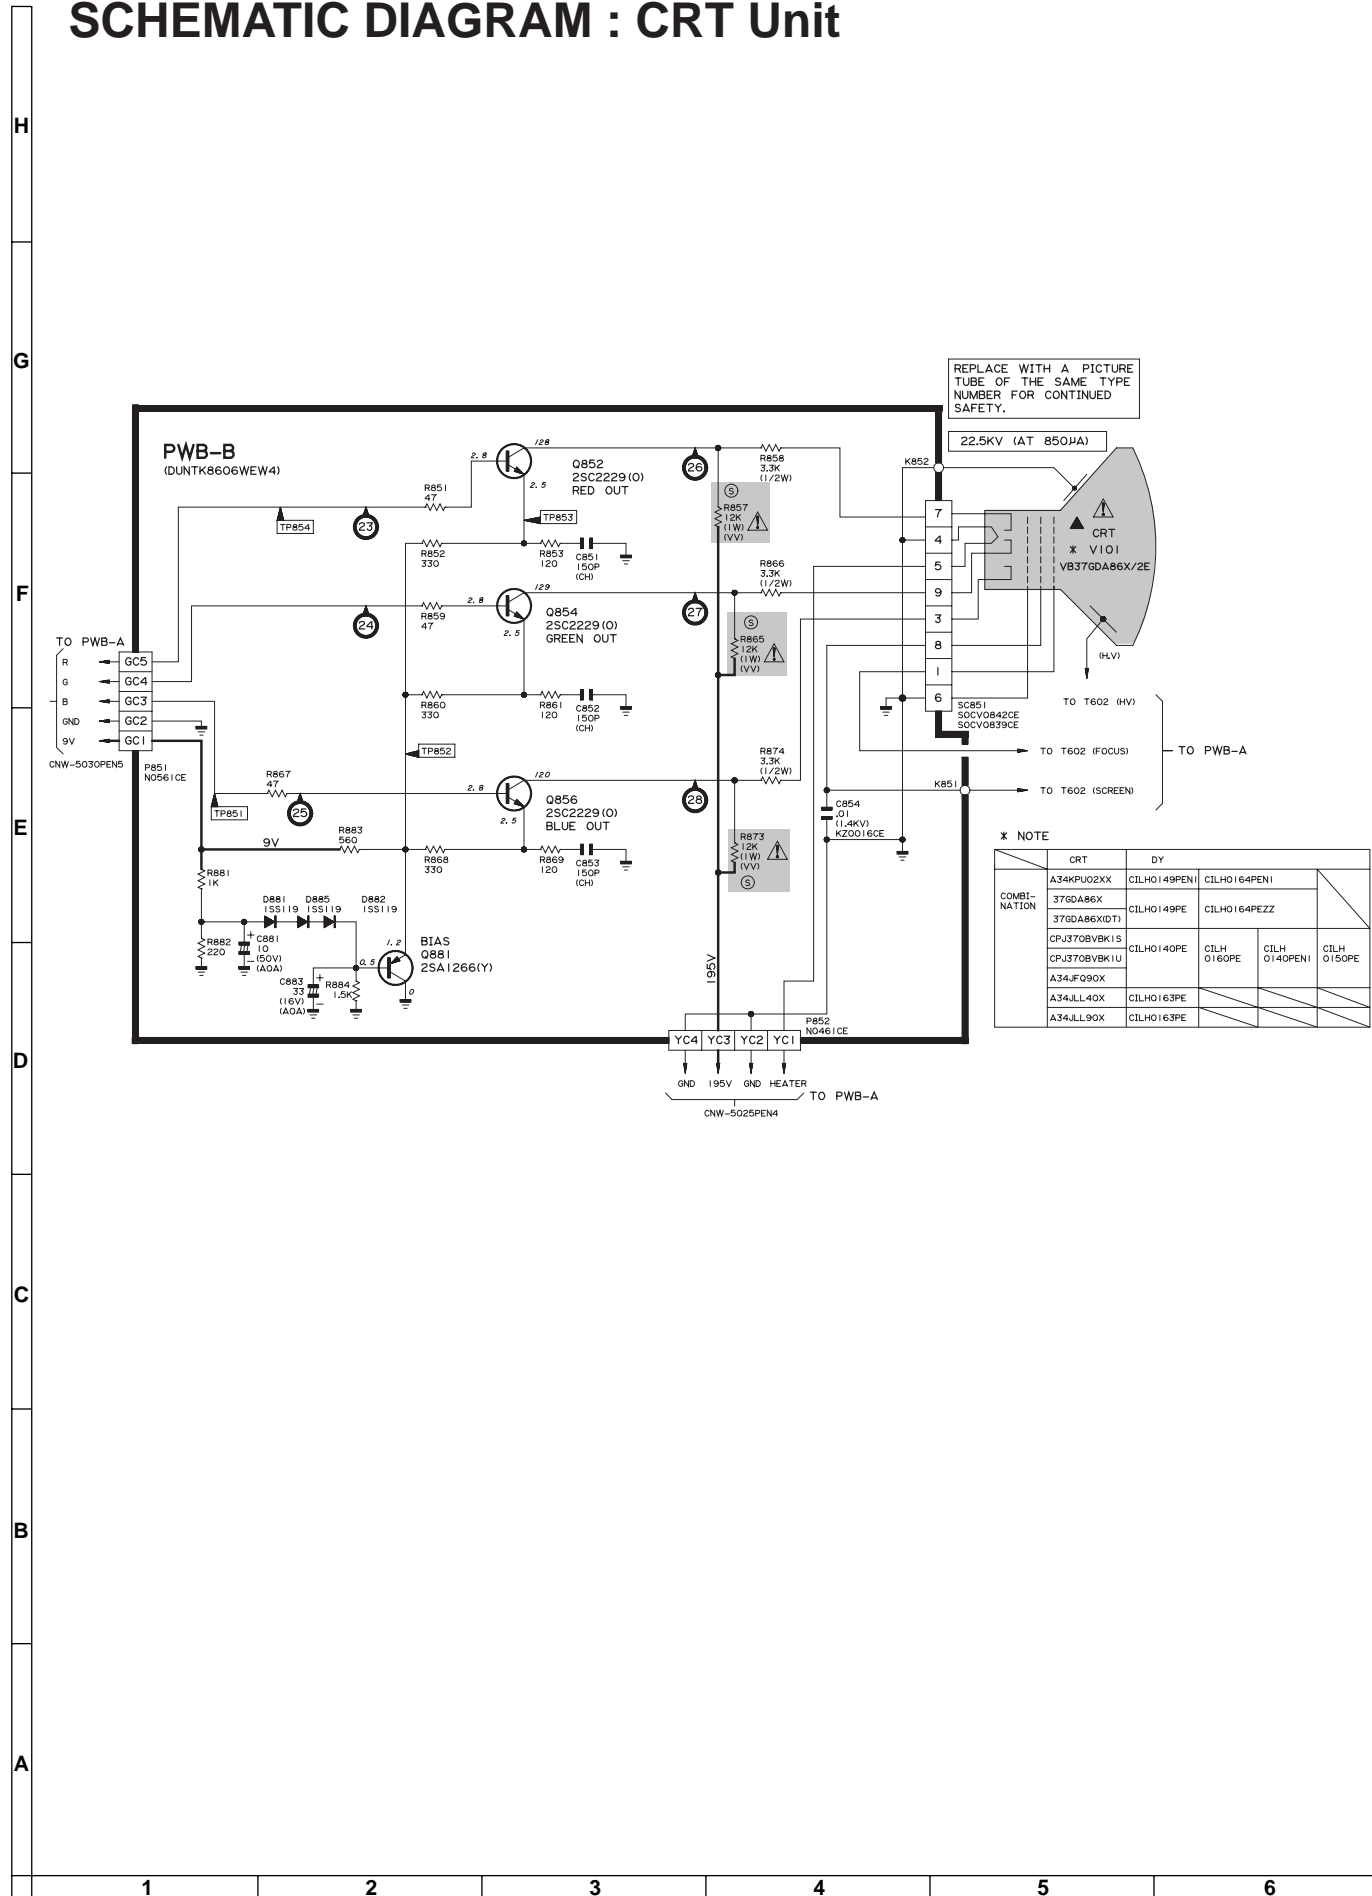 SCHEMATIC DIAGRAM : CRT Unit
H
G
F
E
D
C
B
A
1
2
3
4
5
6
REPLACE WITH A PICTURE
TUBE OF THE SAME TYPE
NUMBER FOR CONTINUED
SAFETY.
22.5KV (AT 850µA)
PWB-B
(DUNTK8606WEW4)
2.8
128
2.5
Q852
2SC2229(O)
RED OUT
26
R858
3.3K
(1/2W)
K852
R851
47
TP854
23
TP853
S
R857
12K
(1W)
(VV)
R852
330
R853
120
C851
150P
(CH)
R866
3.3K
(1/2W)
7
4
5
9
3
8
1
6
CRT
* V101
VB37GDA86X/2E
(H.V)
24
R859
47
2.8
129
2.5
Q854
2SC2229(O)
GREEN OUT
27
S
R865
12K
(1W)
(VV)
TO PWB-A
R
G
B
GND
9V
GC5
GC4
GC3
GC2
GC1
CNW-5030PEN5
P851
N0561CE
R860
330
R861
120
C852
150P
(CH)
SC851
SOCV0842CE
SOCV0839CE
TO T602 (HV)
TO T602 (FOCUS)
TO T602 (SCREEN)
TO PWB-A
TP852
R874
3.3K
(1/2W)
K851
R867
47
TP851
25
2.8
120
2.5
Q856
2SC2229(O)
BLUE OUT
28
C854
.01
(1.4KV)
KZ0016CE
9V
R883
560
R868
330
R869
120
C853
150P
(CH)
R873
12K
(1W)
(VV)
S
R881
1K
D881
1SS119
D885
1SS119
D882
1SS119
R882
220
C881
10
(50V)
(AOA)
+
-
1.2
0.5
0
BIAS
Q881
2SA1266(Y)
C883
33
(16V)
(AOA)
+
-
R884
1.5K
195V
P852
N0461CE
YC4
YC3
YC2
YC1
GND
195V
GND
HEATER
TO PWB-A
CNW-5025PEN4
* NOTE
CRT
DY
COMBI-
NATION
A34KPU02XX
CILH0149PEN1
CILH0164PEN1
37GDA86X
37GDA86X(DT)
CILH0149PE
CILH0164PEZZ
CPJ370BVBK1S
CPJ370BVBK1U
A34JFQ90X
CILH0140PE
CILH
0160PE
CILH
0140PEN1
CILH
0150PE
A34JLL40X
CILH0163PE
A34JLL90X
CILH0163PE